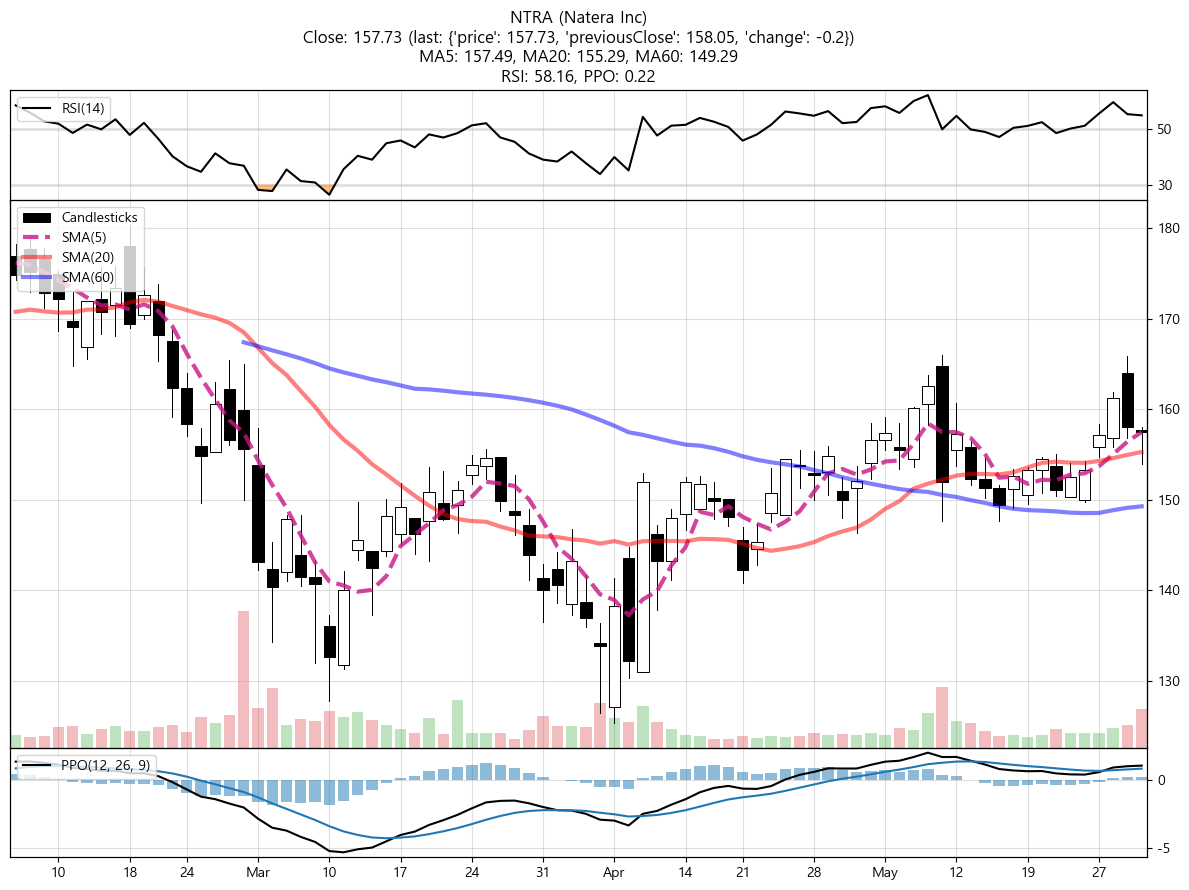 NTRA (Natera Inc)
Close: 157.73 (last: {'price': 157.73, 'previousClose': 158.05, 'change': -0.2})
MA5: 157.49, MA20: 155.29, MA60: 149.29
RSI: 58.16, PPO: 0.22
RSI(14)
50
30
Candlesticks
SMA(5)
SMA(20)
SMA(60)
180
170
160
150
140
130
PPO(12, 26, 9)
0
-5
10 18 24 Mar 10 17 24 31 Apr 14 21 28 May 12 19 27